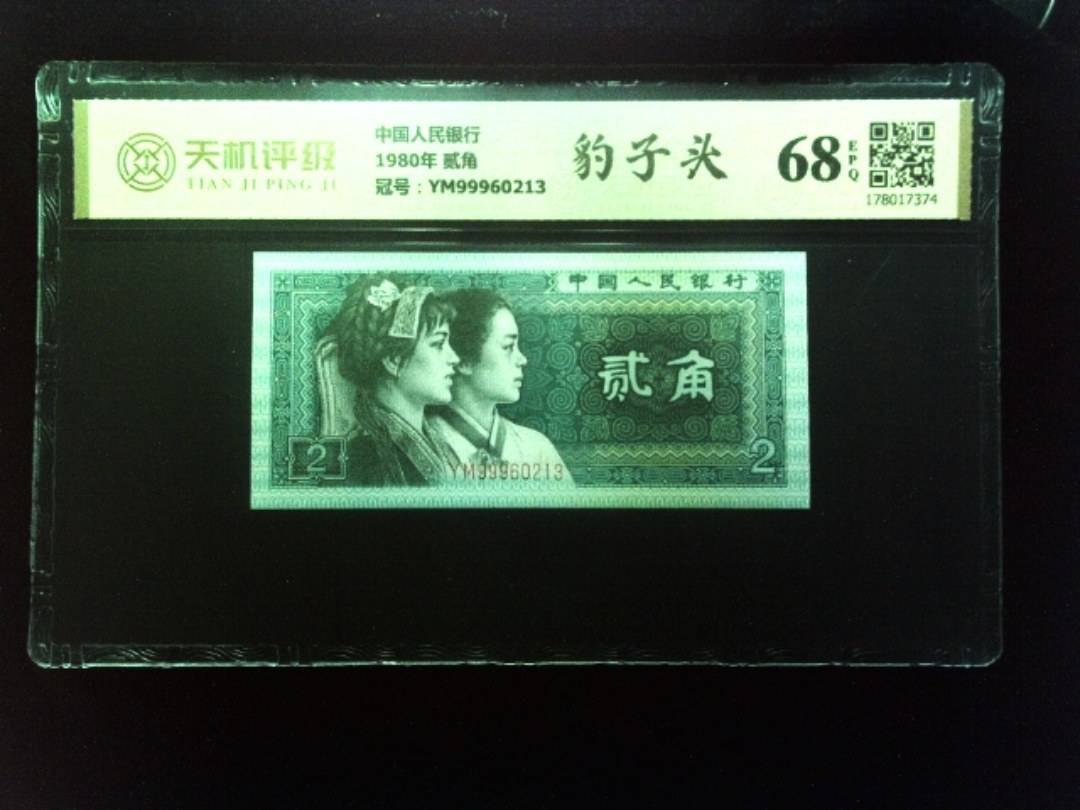 天机评级
TIAN JI PING JI
中国人民银行
1980年 贰角
冠号：YM99960213
豹子头
68
EPQ
178017374
中国人民银行
贰角
2
2
YM99960213